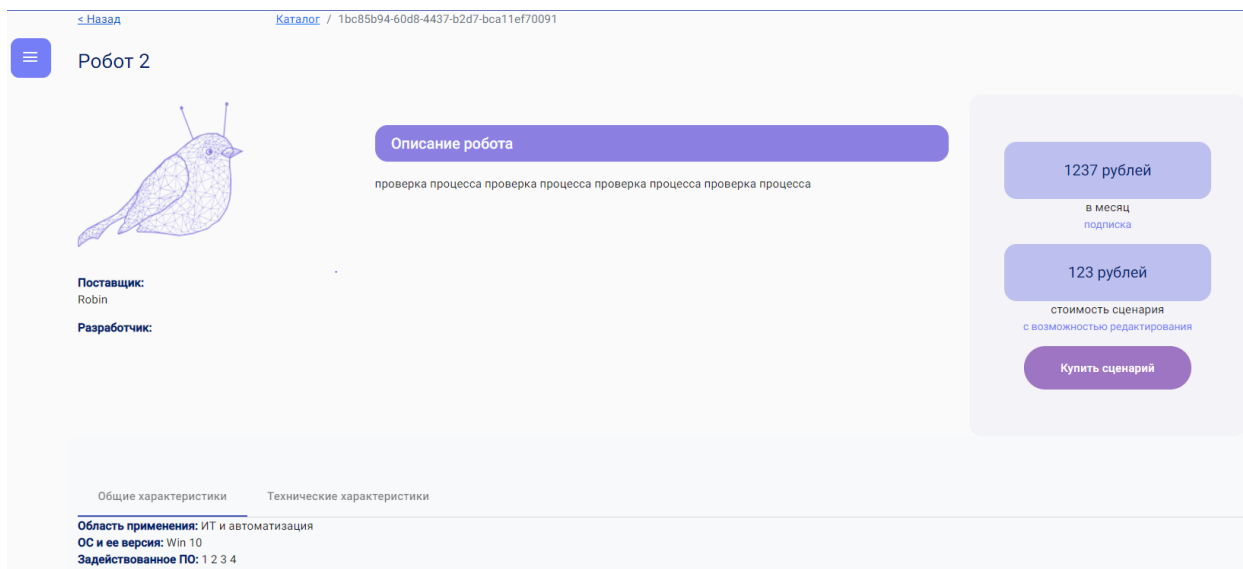 < Назад
Каталог / 1bc85b94-60d8-4437-b2d7-bca11ef70091
Робот 2
Описание робота
проверка процесса проверка процесса проверка процесса проверка процесса
Поставщик:
Robin
Разработчик:
1237 рублей
в месяц
подписка
123 рублей
стоимость сценария
с возможностью редактирования
Купить сценарий
Общие характеристики
Технические характеристики
Область применения: ИТ и автоматизация
ОС и ее версия: Win 10
Задействованное ПО: 1 2 3 4